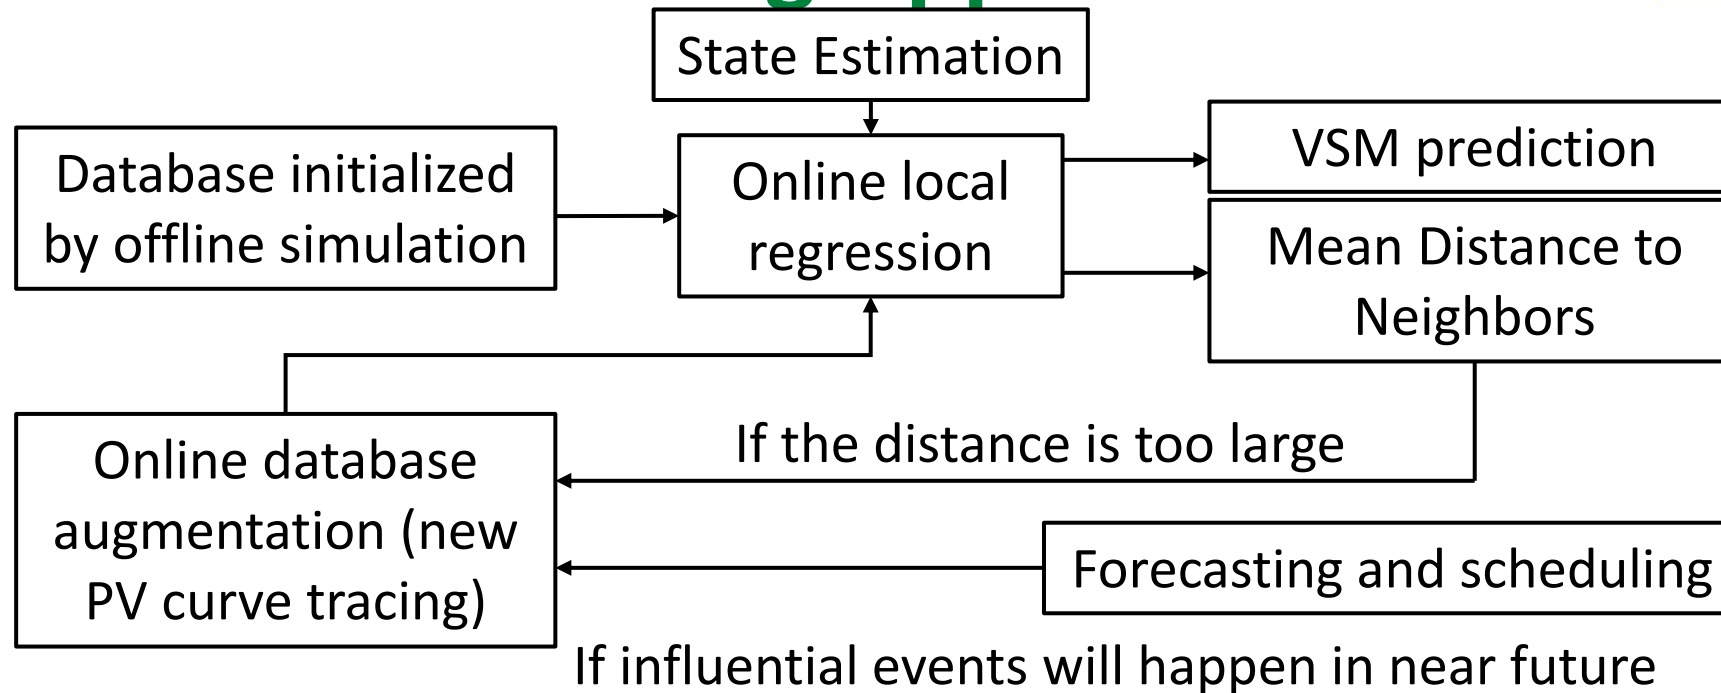 State Estimation
Database initialized
by offline simulation
Online local
regression
VSM prediction
Mean Distance to
Neighbors
If the distance is too large
Online database
augmentation (new
PV curve tracing)
Forecasting and scheduling
If influential events will happen in near future